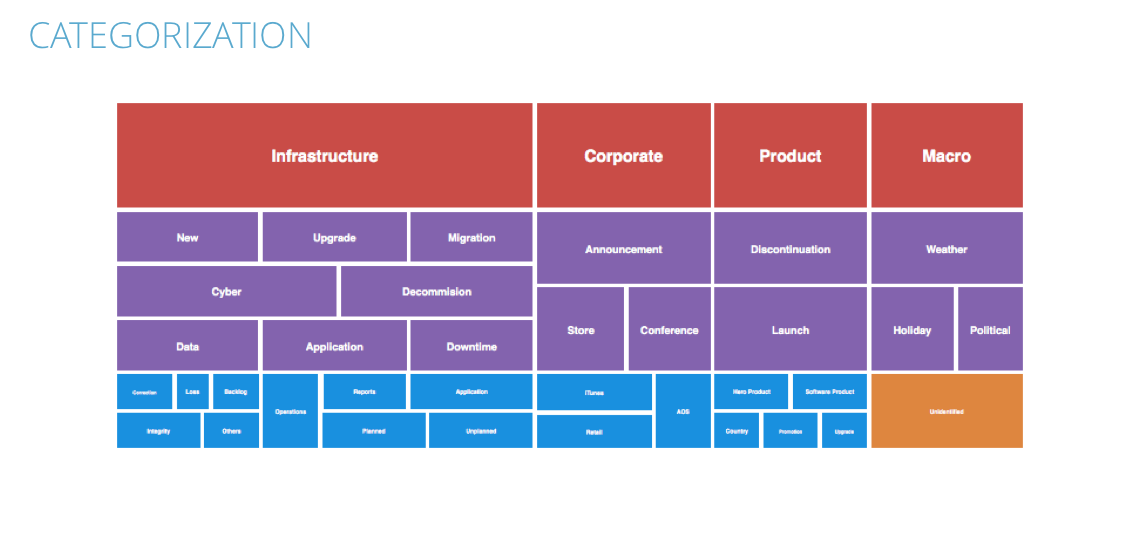 CATEGORIZATION
Infrastructure
Corporate
Product
Macro
New
Upgrade
Migration
Announcement
Discontinuation
Weather
Cyber
Decommision
Store
Conference
Launch
Holiday
Political
Data
Application
Downtime
Loss
Backlog
Operations
Reports
Application
iTunes
AOS
Hero Product
Software Product
Unidentified
Integrity
Others
Planned
Unplanned
Retail
Country
Promotion
Upgrade